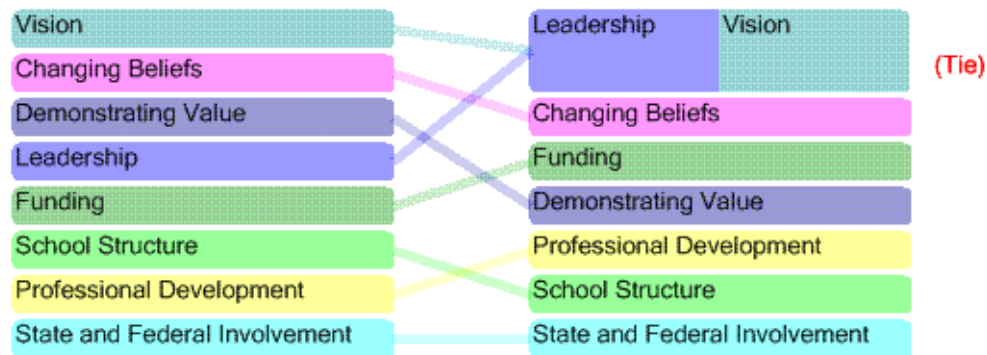 Vision
Changing Beliefs
Demonstrating Value
Leadership
Funding
School Structure
Professional Development
State and Federal Involvement
Leadership Vision
(Tie)
Changing Beliefs
Funding
Demonstrating Value
Professional Development
School Structure
State and Federal Involvement